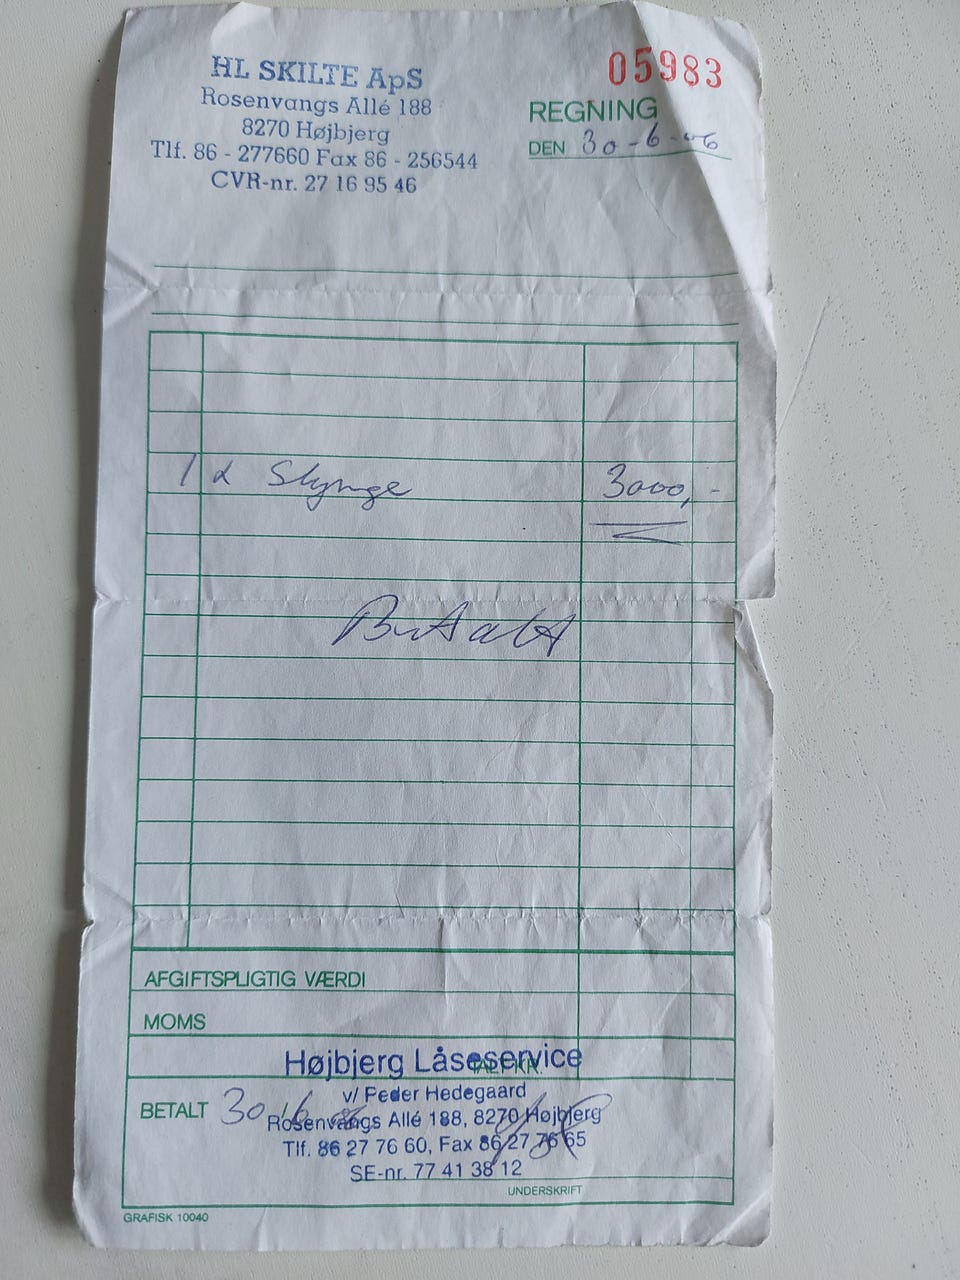 HL SKILTE ApS
Rosenvangs Allé 188
8270 Højbjerg
Tlf. 86 - 277660 Fax 86 - 256544
CVR-nr. 27 16 95 46
05983
REGNING
DEN 30-6-06
1 α Slynge 3000,-
Betalt
AFGIFTSPLIGTIG VÆRDI
MOMS
Højbjerg Låseservice
v/ Peder Hedegaard
BETALT 30/6 06
Rosenvangs Allé 188, 8270 Højbjerg
Tlf. 86 27 76 60, Fax 86 27 76 65
SE-nr. 77 41 38 12
UNDERSKRIFT
GRAFISK 10040